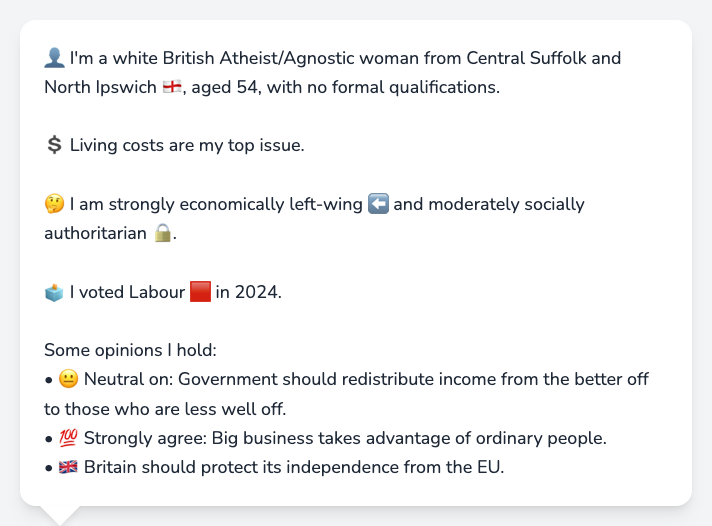 👤 I'm a white British Atheist/Agnostic woman from Central Suffolk and
North Ipswich 🏴󠁧󠁢󠁥󠁮󠁧󠁿, aged 54, with no formal qualifications.
💲 Living costs are my top issue.
🤔 I am strongly economically left-wing ⬅️ and moderately socially
authoritarian 🔒.
🗳️ I voted Labour 🟥 in 2024.
Some opinions I hold:
• 😐 Neutral on: Government should redistribute income from the better off
to those who are less well off.
• 💯 Strongly agree: Big business takes advantage of ordinary people.
• 🇬🇧 Britain should protect its independence from the EU.